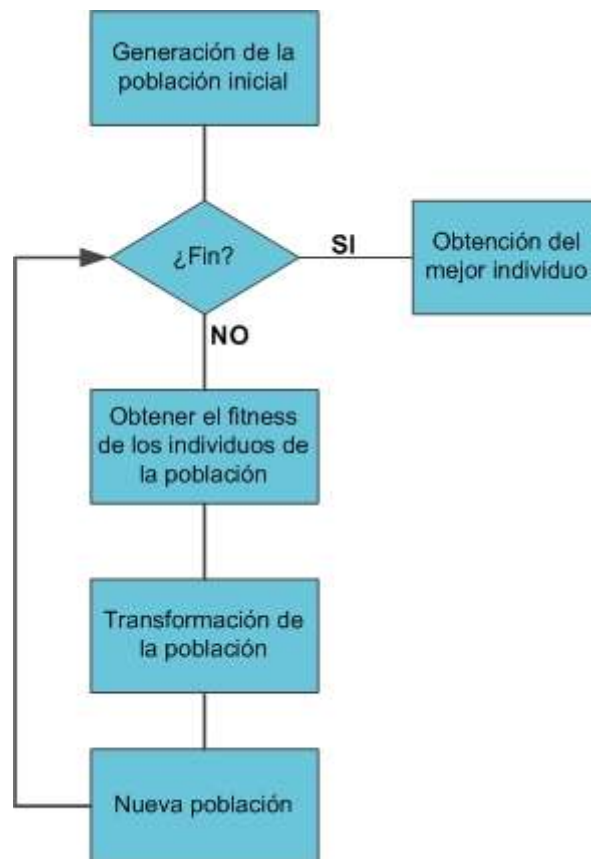 Generación de la
población inicial
¿Fin?
SI
Obtención del
mejor individuo
NO
Obtener el fitness
de los individuos de
la población
Transformación de
la población
Nueva población